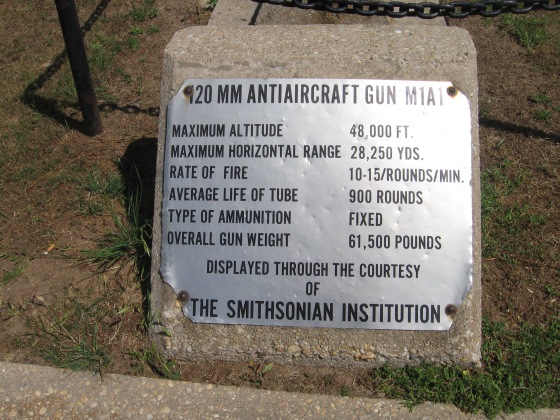 120 MM ANTIAIRCRAFT GUN M1A1
MAXIMUM ALTITUDE 48,000 FT.
MAXIMUM HORIZONTAL RANGE 28,250 YDS.
RATE OF FIRE 10-15/ROUNDS/MIN.
AVERAGE LIFE OF TUBE 900 ROUNDS
TYPE OF AMMUNITION FIXED
OVERALL GUN WEIGHT 61,500 POUNDS
DISPLAYED THROUGH THE COURTESY
OF
THE SMITHSONIAN INSTITUTION